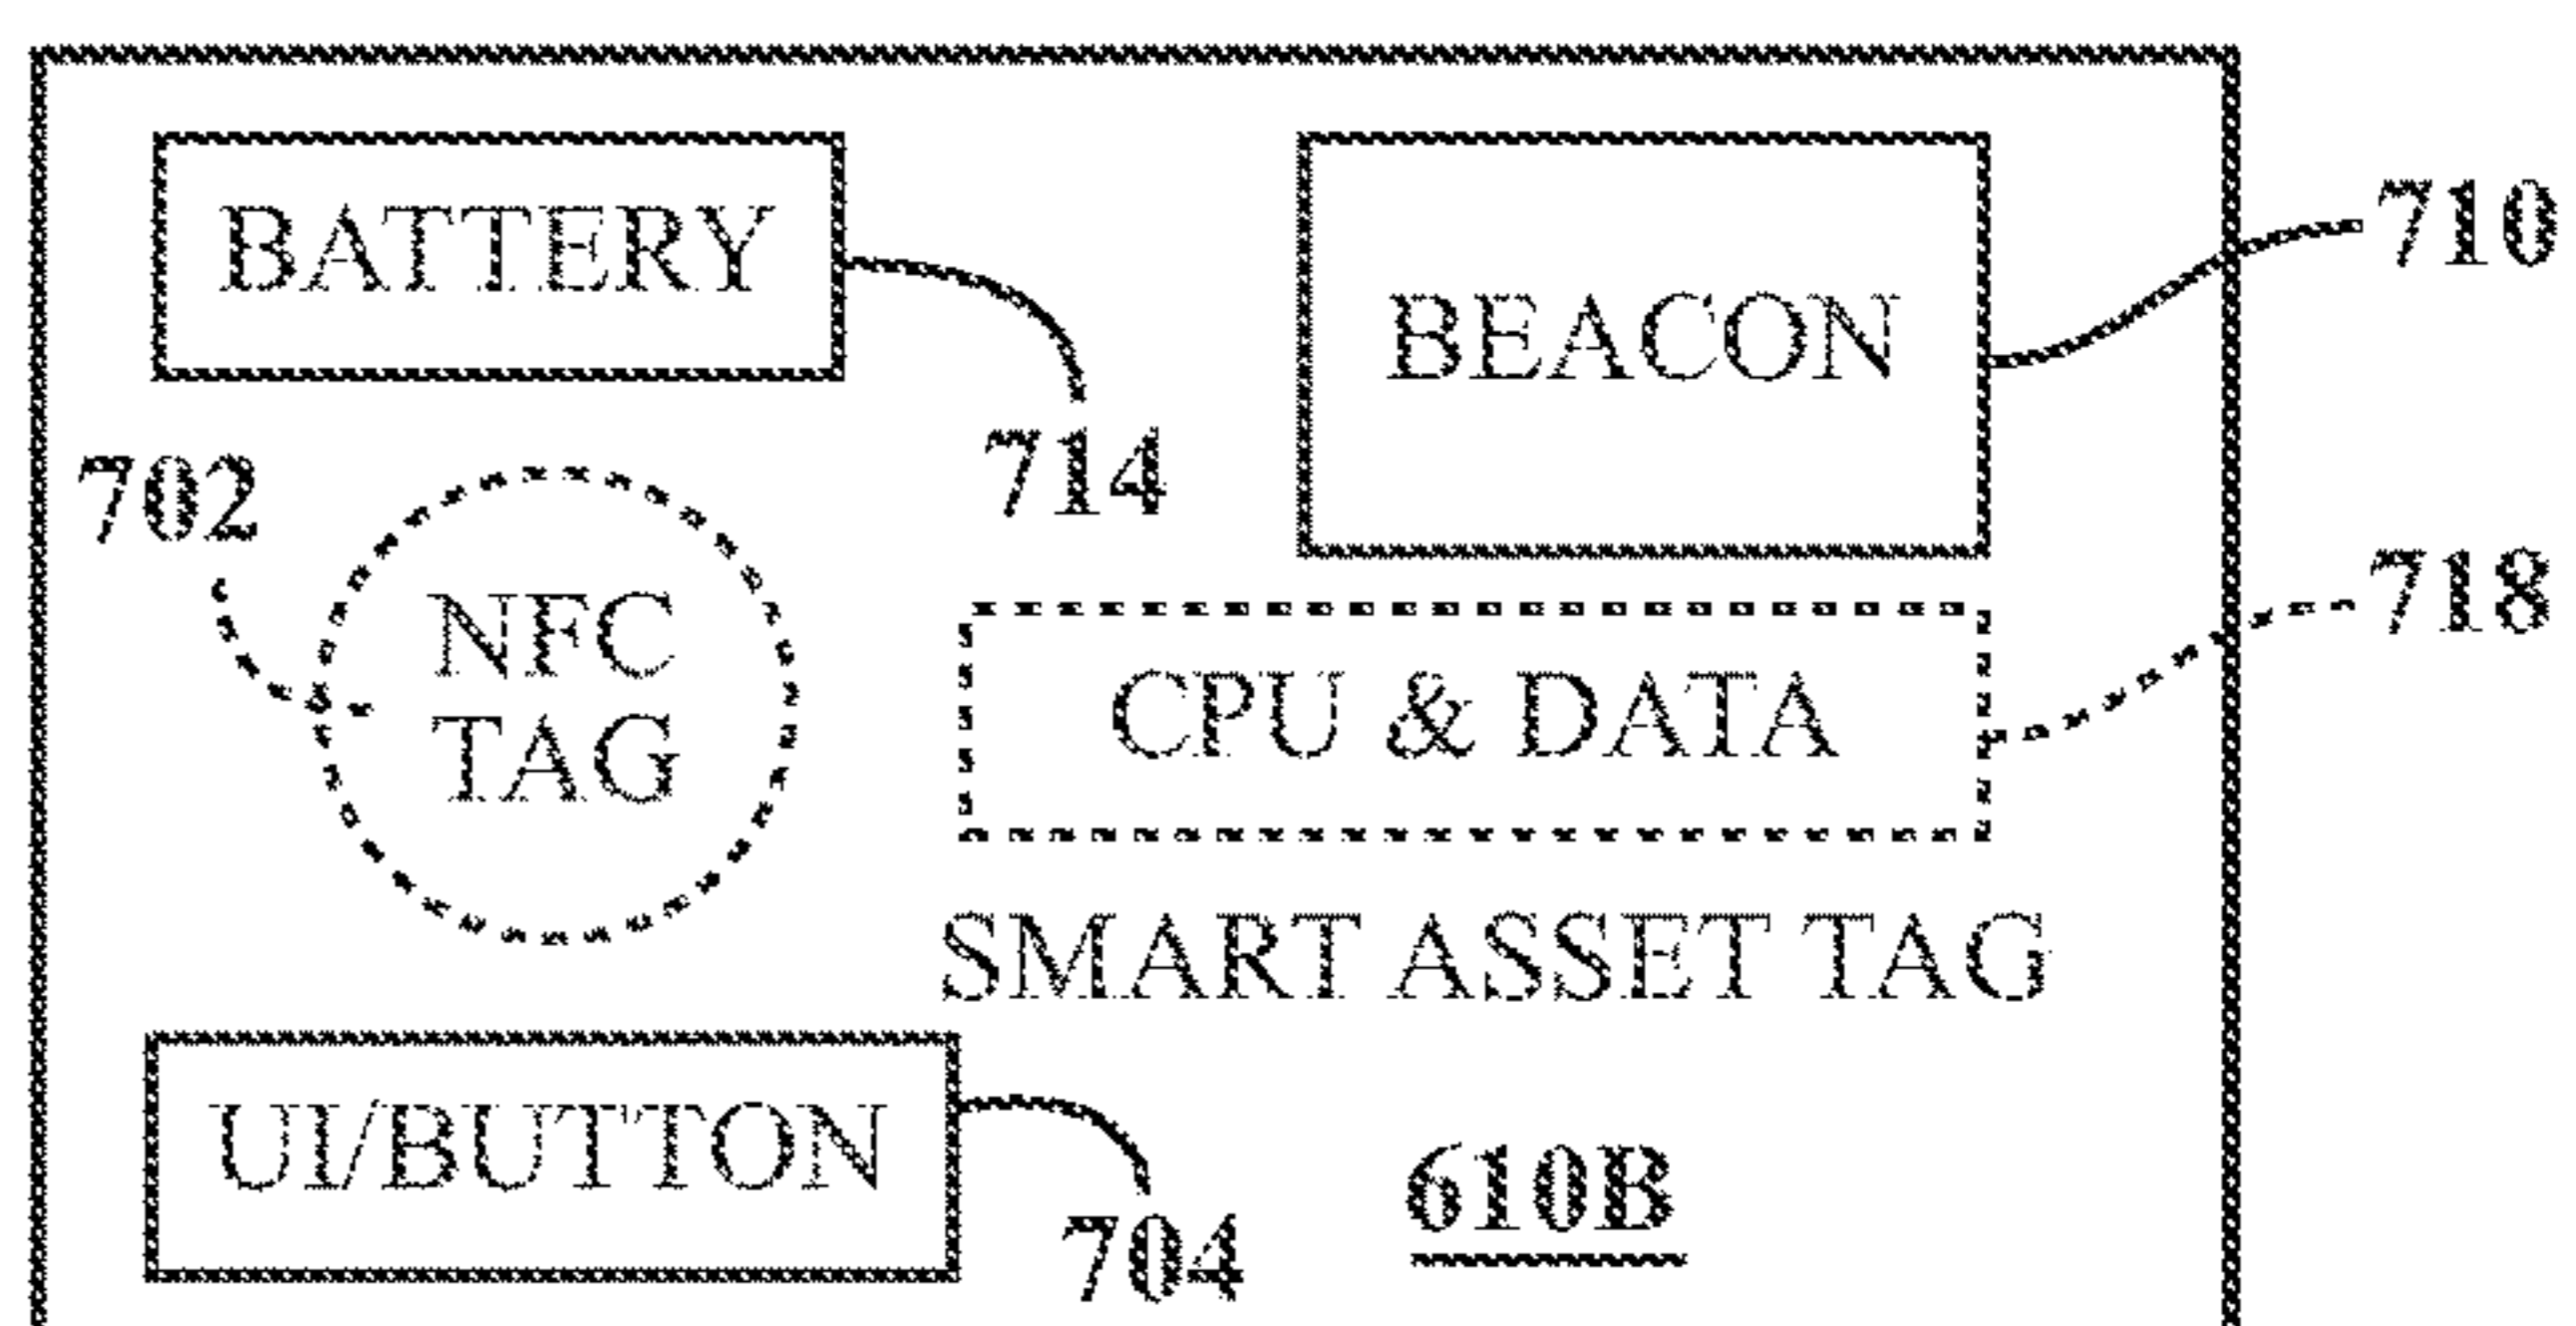 BATTERY
BEACON
710
714
702
NFC
TAG
718
CPU & DATA
SMART ASSET TAG
UI/BUTTON
704
610B